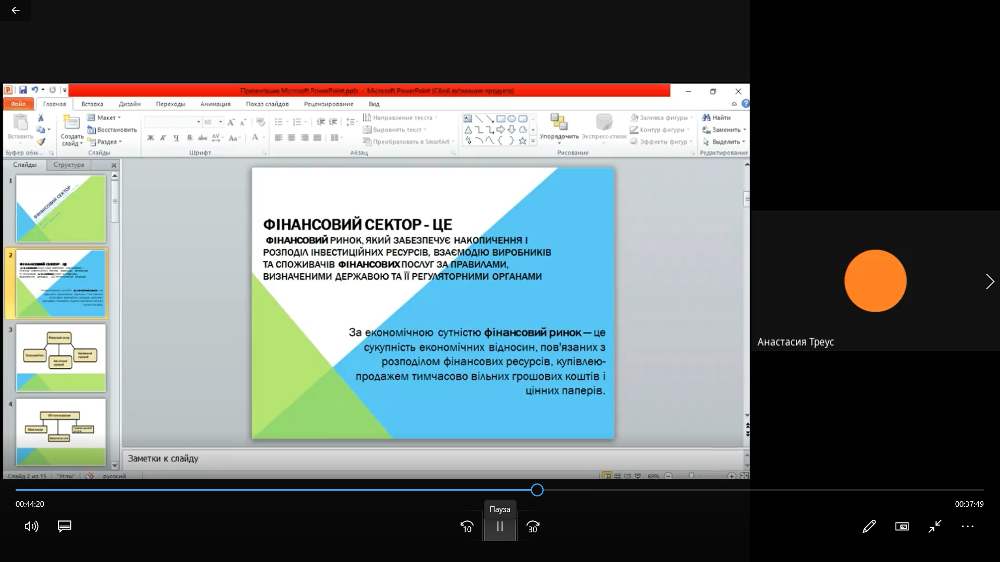 Презентация Microsoft PowerPoint.pptx - Microsoft PowerPoint (Сбой активации продукта)
Файл Главная Вставка Дизайн Переходы Анимация Показ слайдов Рецензирование Вид
Вставить
Буфер обм...
Создать слайд
Макет
Восстановить
Раздел
Слайды
60
Ж К Ч S abc AV Aa A
Шрифт
Направление текста
Выровнять текст
Преобразовать в SmartArt
Абзац
Упорядочить Экспресс-стили
Заливка фигуры
Контур фигуры
Эффекты фигур
Рисование
Найти
Заменить
Выделить
Редактирование
Слайды Структура
1
ФІНАНСОВИЙ СЕКТОР
2
3
4
ФІНАНСОВИЙ СЕКТОР - ЦЕ
ФІНАНСОВИЙ РИНОК, ЯКИЙ ЗАБЕЗПЕЧУЄ НАКОПИЧЕННЯ І
РОЗПОДІЛ ІНВЕСТИЦІЙНИХ РЕСУРСІВ, ВЗАЄМОДІЮ ВИРОБНИКІВ
ТА СПОЖИВАЧІВ ФІНАНСОВИХ ПОСЛУГ ЗА ПРАВИЛАМИ,
ВИЗНАЧЕНИМИ ДЕРЖАВОЮ ТА ЇЇ РЕГУЛЯТОРНИМИ ОРГАНАМИ
За економічною сутністю фінансовий ринок — це
сукупність економічних відносин, пов'язаних з
розподілом фінансових ресурсів, купівлею-
продажем тимчасово вільних грошових коштів і
цінних паперів.
Заметки к слайду
Слайд 2 из 15 "Углы" русский 69%
Анастасия Треус
00:44:20
00:37:49
Пауза
10
30